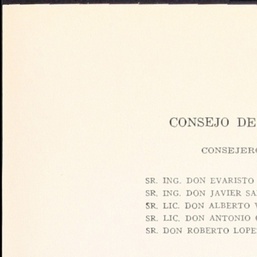 CONSEJO DE
CONSEJERO
SR. ING. DON EVARISTO
SR. ING. DON JAVIER SA
SR. LIC. DON ALBERTO V
SR. LIC. DON ANTONIO
SR. DON ROBERTO LOPE